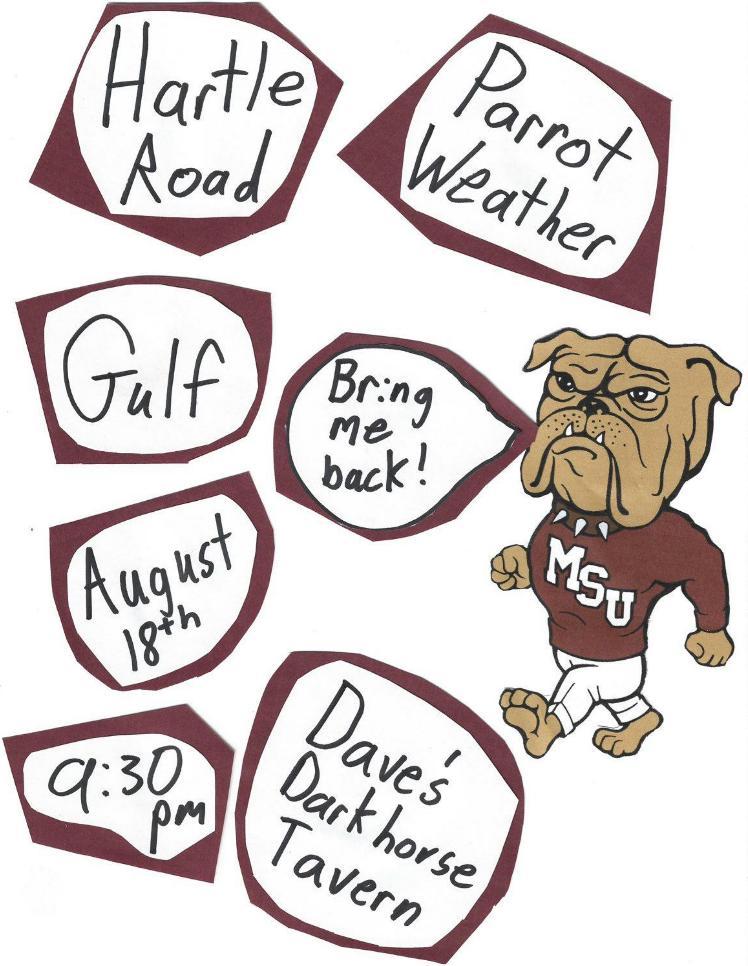 Hartle
Road
Parrot
Weather
Gulf
Bring
me
back!
MSU
August
18th
9:30
pm
Dave's
Darkhorse
Tavern